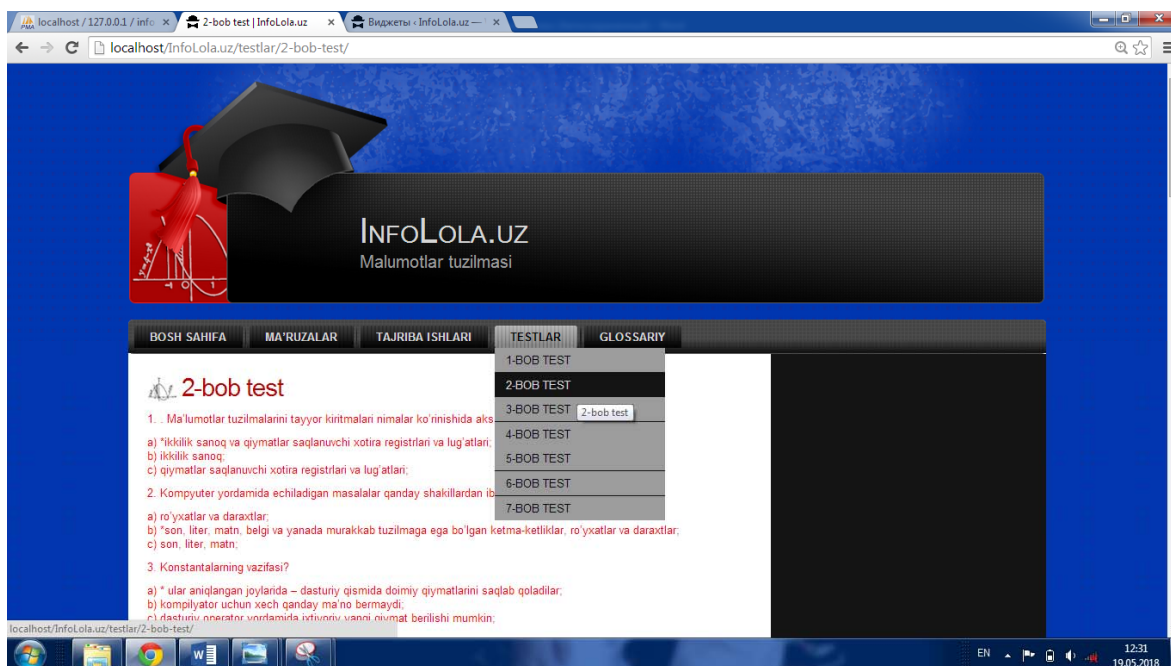 localhost / 127.0.0.1 / info
2-bob test | InfoLola.uz
Виджеты ‹ InfoLola.uz —
localhost/InfoLola.uz/testlar/2-bob-test/
INFOLOLA.UZ
Malumotlar tuzilmasi
BOSH SAHIFA MA'RUZALAR TAJRIBA ISHLARI TESTLAR GLOSSARIY
1-BOB TEST
2-BOB TEST
3-BOB TEST
2-bob test
4-BOB TEST
5-BOB TEST
6-BOB TEST
7-BOB TEST
2-bob test
1. . Ma'lumotlar tuzilmalarini tayyor kiritmalari nimalar ko'rinishida aks
a) *ikkilik sanoq va qiymatlar saqlanuvchi xotira registrlari va lug'atlari;
b) ikkilik sanoq;
c) qiymatlar saqlanuvchi xotira registrlari va lug'atlari;
2. Kompyuter yordamida echiladigan masalalar qanday shakillardan ib
a) ro'yxatlar va daraxtlar;
b) *son, liter, matn, belgi va yanada murakkab tuzilmaga ega bo'lgan ketma-ketliklar, ro'yxatlar va daraxtlar;
c) son, liter, matn;
3. Konstantalarning vazifasi?
a) * ular aniqlangan joylarida – dasturiy qismida doimiy qiymatlarini saqlab qoladilar;
b) kompilyator uchun xech qanday ma'no bermaydi;
c) dasturiy operator yordamida ixtiyoriy yangi qiymat berilishi mumkin;
localhost/InfoLola.uz/testlar/2-bob-test/
EN
12:31
19.05.2018